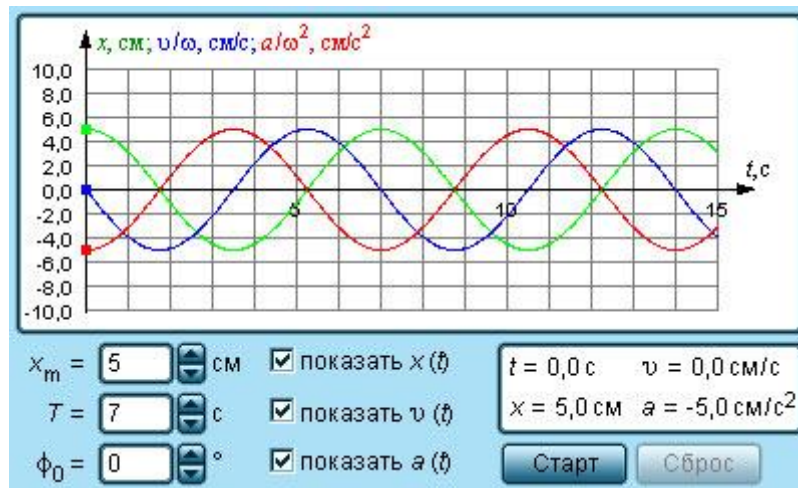 x, см; υ/ω, см/с; a/ω², см/с²
10,0
8,0
6,0
4,0
2,0
0,0
-2,0
-4,0
-6,0
-8,0
-10,0
5 10 15
t,с
xm = 5 см
показать x (t)
T = 7 с
показать υ (t)
ϕ0 = 0 °
показать a (t)
t = 0,0 с υ = 0,0 см/с
x = 5,0 см a = -5,0 см/с²
Старт Сброс